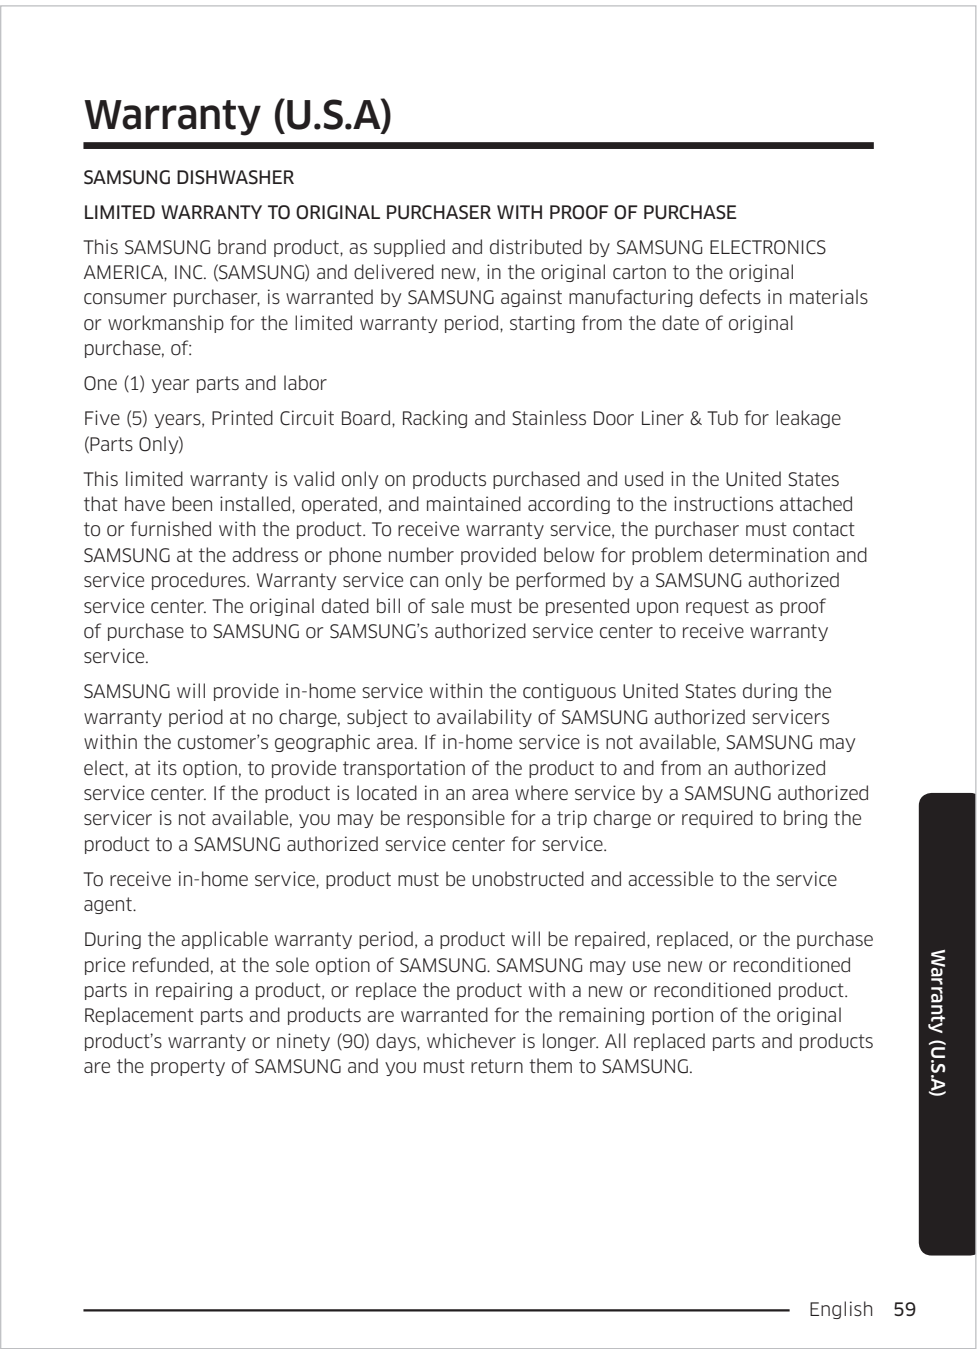 Warranty (U.S.A)
SAMSUNG DISHWASHER
LIMITED WARRANTY TO ORIGINAL PURCHASER WITH PROOF OF PURCHASE
This SAMSUNG brand product, as supplied and distributed by SAMSUNG ELECTRONICS
AMERICA, INC. (SAMSUNG) and delivered new, in the original carton to the original
consumer purchaser, is warranted by SAMSUNG against manufacturing defects in materials
or workmanship for the limited warranty period, starting from the date of original
purchase, of:
One (1) year parts and labor
Five (5) years, Printed Circuit Board, Racking and Stainless Door Liner & Tub for leakage
(Parts Only)
This limited warranty is valid only on products purchased and used in the United States
that have been installed, operated, and maintained according to the instructions attached
to or furnished with the product. To receive warranty service, the purchaser must contact
SAMSUNG at the address or phone number provided below for problem determination and
service procedures. Warranty service can only be performed by a SAMSUNG authorized
service center. The original dated bill of sale must be presented upon request as proof
of purchase to SAMSUNG or SAMSUNG’s authorized service center to receive warranty
service.
SAMSUNG will provide in-home service within the contiguous United States during the
warranty period at no charge, subject to availability of SAMSUNG authorized servicers
within the customer’s geographic area. If in-home service is not available, SAMSUNG may
elect, at its option, to provide transportation of the product to and from an authorized
service center. If the product is located in an area where service by a SAMSUNG authorized
servicer is not available, you may be responsible for a trip charge or required to bring the
product to a SAMSUNG authorized service center for service.
To receive in-home service, product must be unobstructed and accessible to the service
agent.
During the applicable warranty period, a product will be repaired, replaced, or the purchase
price refunded, at the sole option of SAMSUNG. SAMSUNG may use new or reconditioned
parts in repairing a product, or replace the product with a new or reconditioned product.
Replacement parts and products are warranted for the remaining portion of the original
product’s warranty or ninety (90) days, whichever is longer. All replaced parts and products
are the property of SAMSUNG and you must return them to SAMSUNG.
Warranty (U.S.A)
English 59